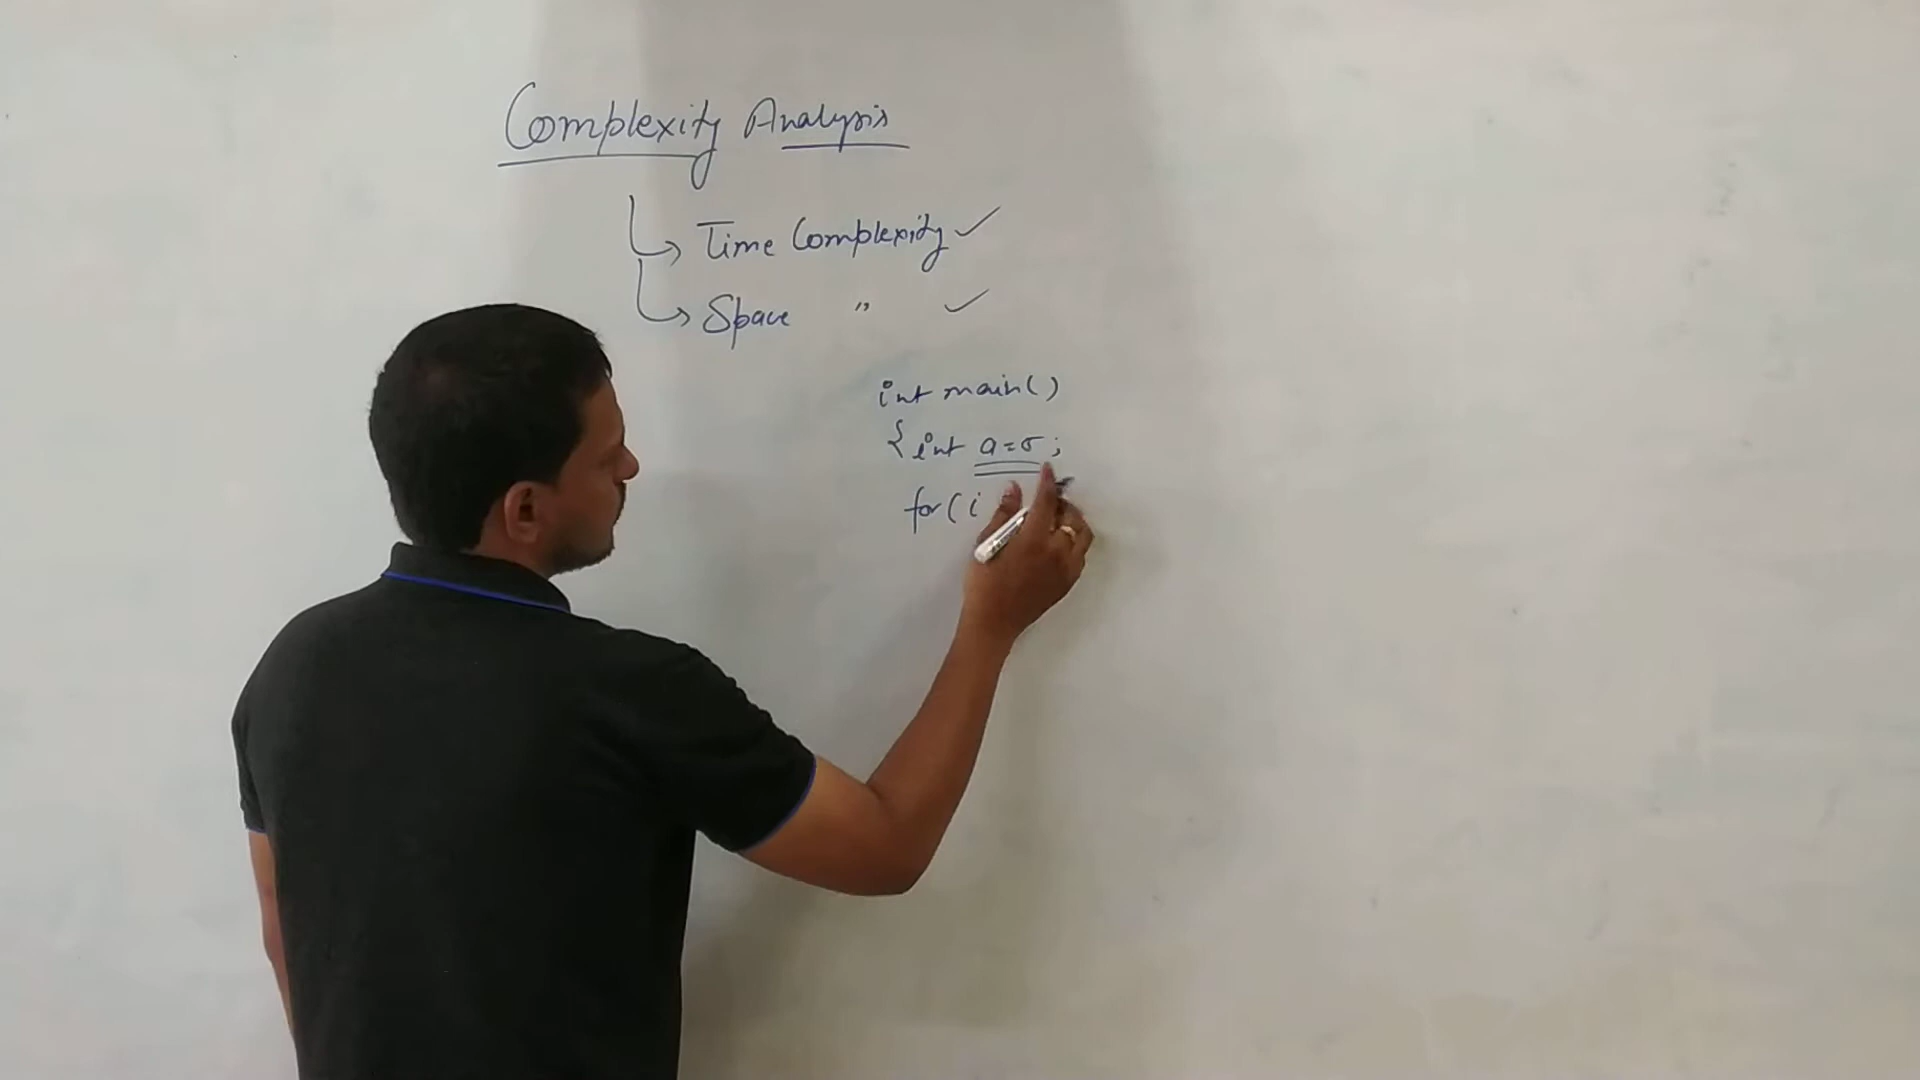 Complexity Analysis
Time Complexity ✓
Space " ✓
int main()
{ int a=5;
for(i